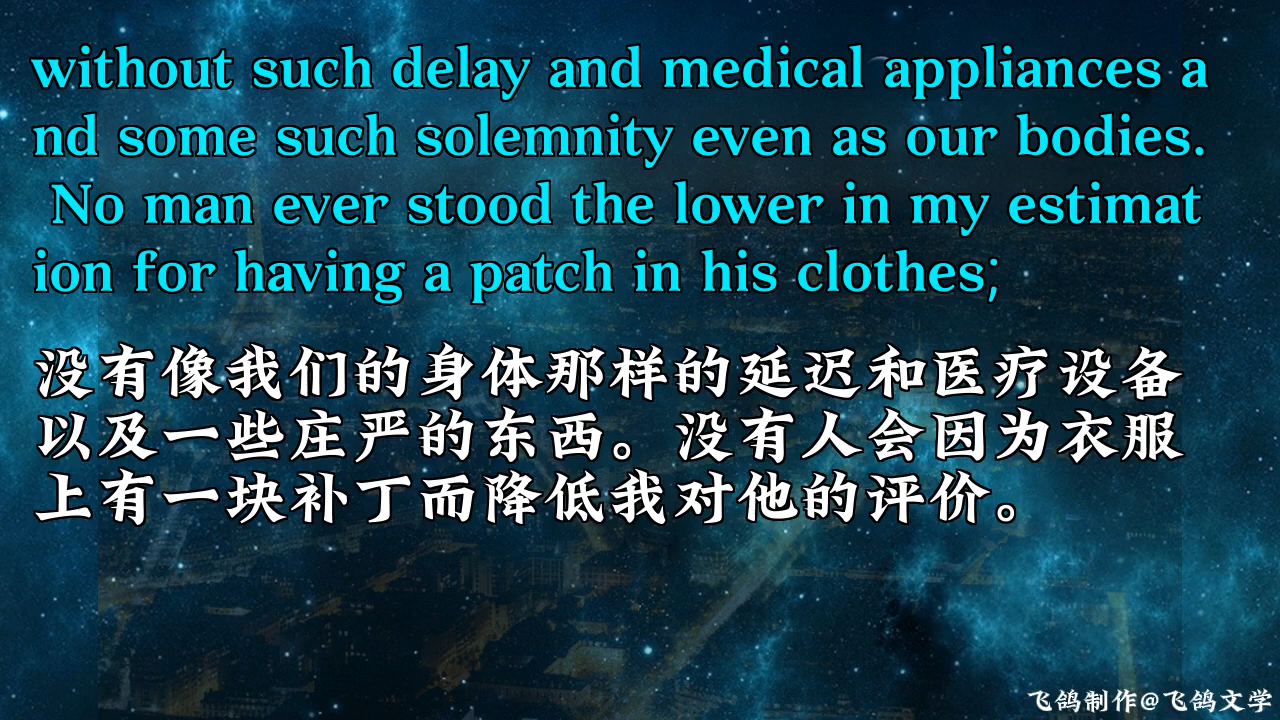 without such delay and medical appliances a
nd some such solemnity even as our bodies.
No man ever stood the lower in my estimat
ion for having a patch in his clothes;
没有像我们的身体那样的延迟和医疗设备
以及一些庄严的东西。没有人会因为衣服
上有一块补丁而降低我对他的评价。
飞鸽制作@飞鸽文学